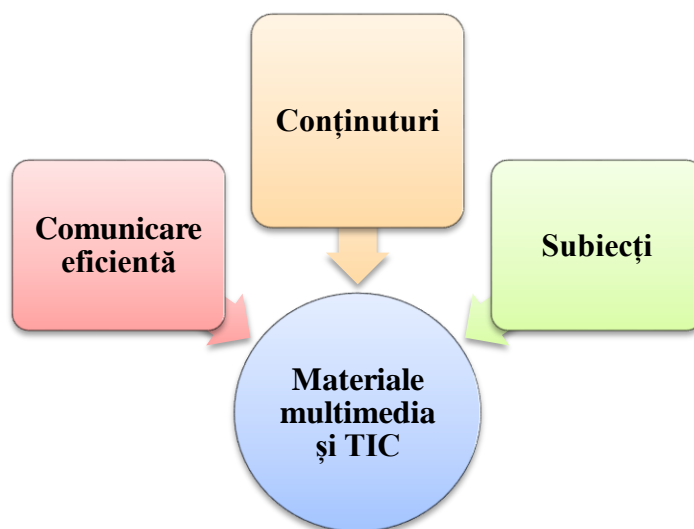 Conținuturi
Comunicare
eficientă
Subiecți
Materiale
multimedia
și TIC